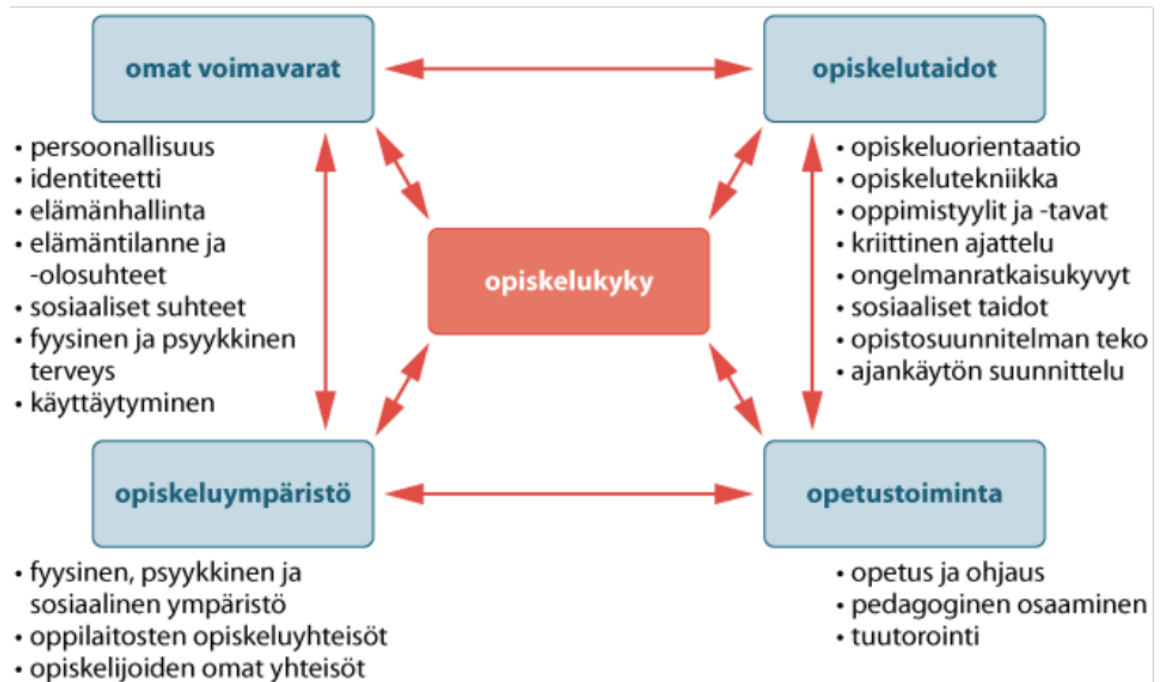 omat voimavarat
• persoonallisuus
• identiteetti
• elämänhallinta
• elämäntilanne ja
-olosuhteet
• sosiaaliset suhteet
• fyysinen ja psyykkinen
terveys
• käyttäytyminen
opiskelutaidot
• opiskeluorientaatio
• opiskelutekniikka
• oppimistyylit ja -tavat
• kriittinen ajattelu
• ongelmanratkaisukyvyt
• sosiaaliset taidot
• opistosuunnitelman teko
• ajankäytön suunnittelu
opiskelukyky
opiskeluympäristö
• fyysinen, psyykkinen ja
sosiaalinen ympäristö
• oppilaitosten opiskeluyhteisöt
• opiskelijoiden omat yhteisöt
opetustoiminta
• opetus ja ohjaus
• pedagoginen osaaminen
• tuutorointi